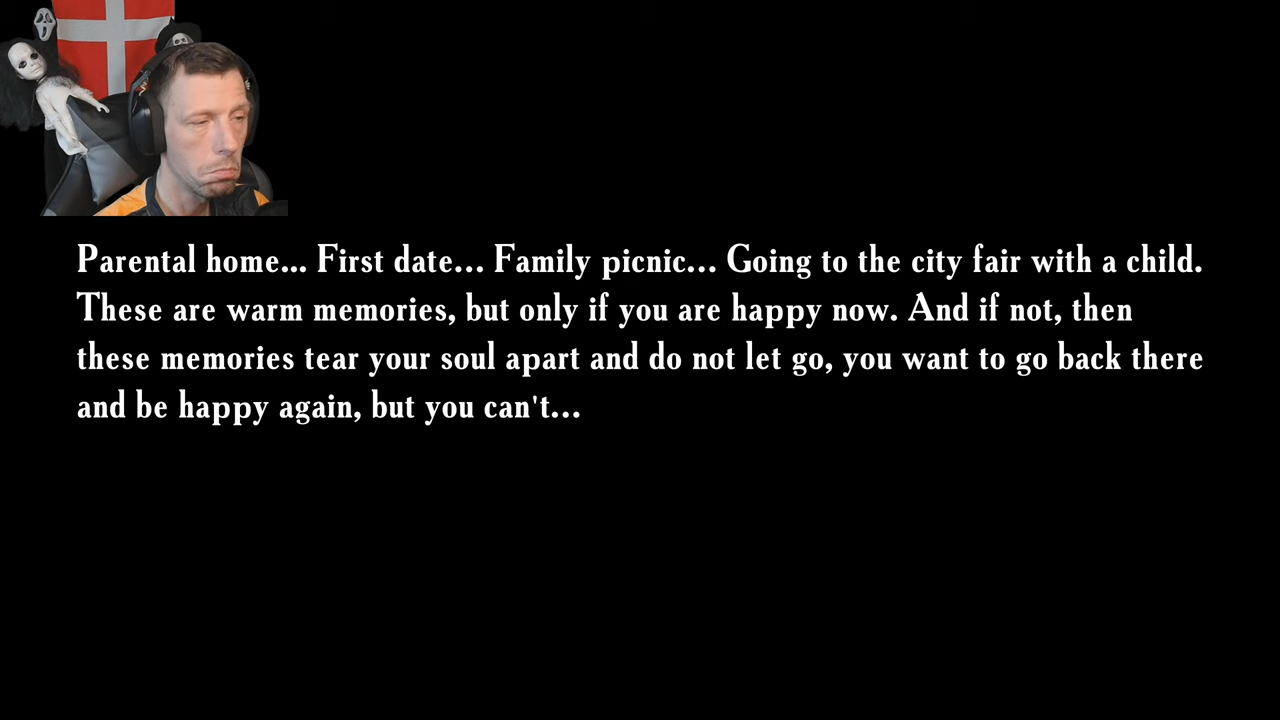 Parental home... First date... Family picnic... Going to the city fair with a child.
These are warm memories, but only if you are happy now. And if not, then
these memories tear your soul apart and do not let go, you want to go back there
and be happy again, but you can't...